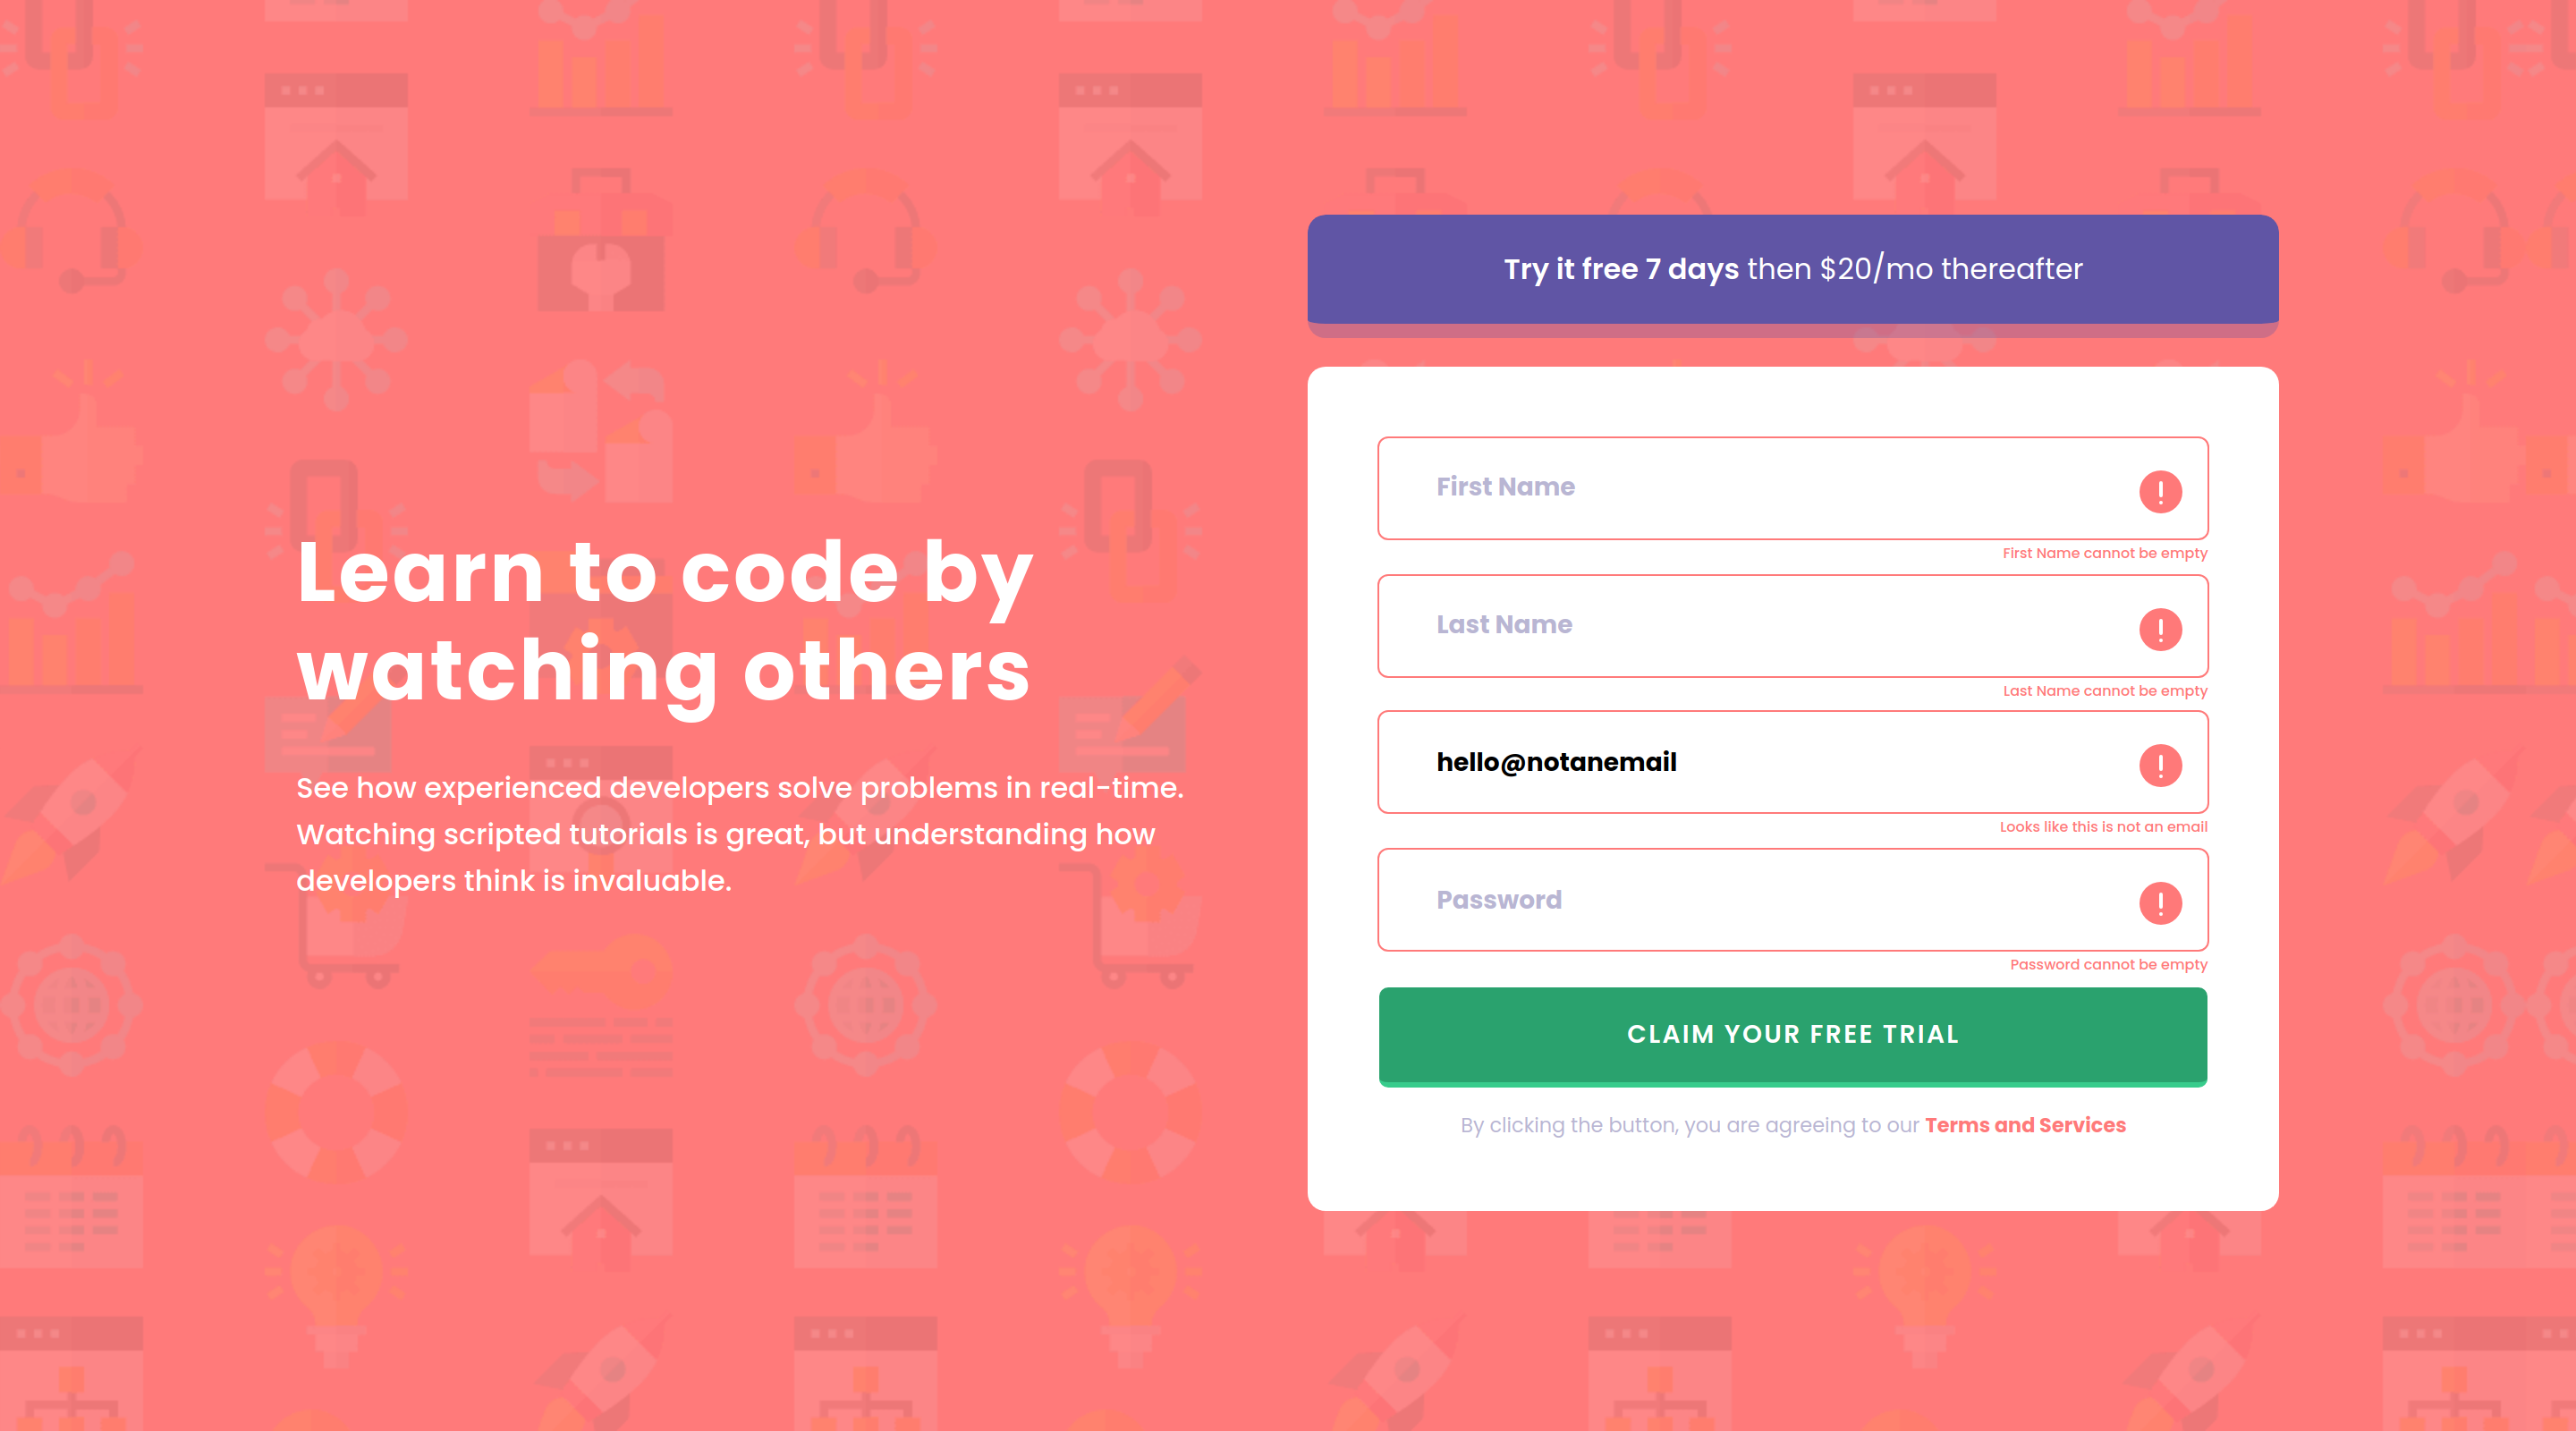 Learn to code by
watching others
See how experienced developers solve problems in real-time.
Watching scripted tutorials is great, but understanding how
developers think is invaluable.
Try it free 7 days then $20/mo thereafter
First Name
First Name cannot be empty
Last Name
Last Name cannot be empty
hello@notanemail
Looks like this is not an email
Password
Password cannot be empty
CLAIM YOUR FREE TRIAL
By clicking the button, you are agreeing to our Terms and Services